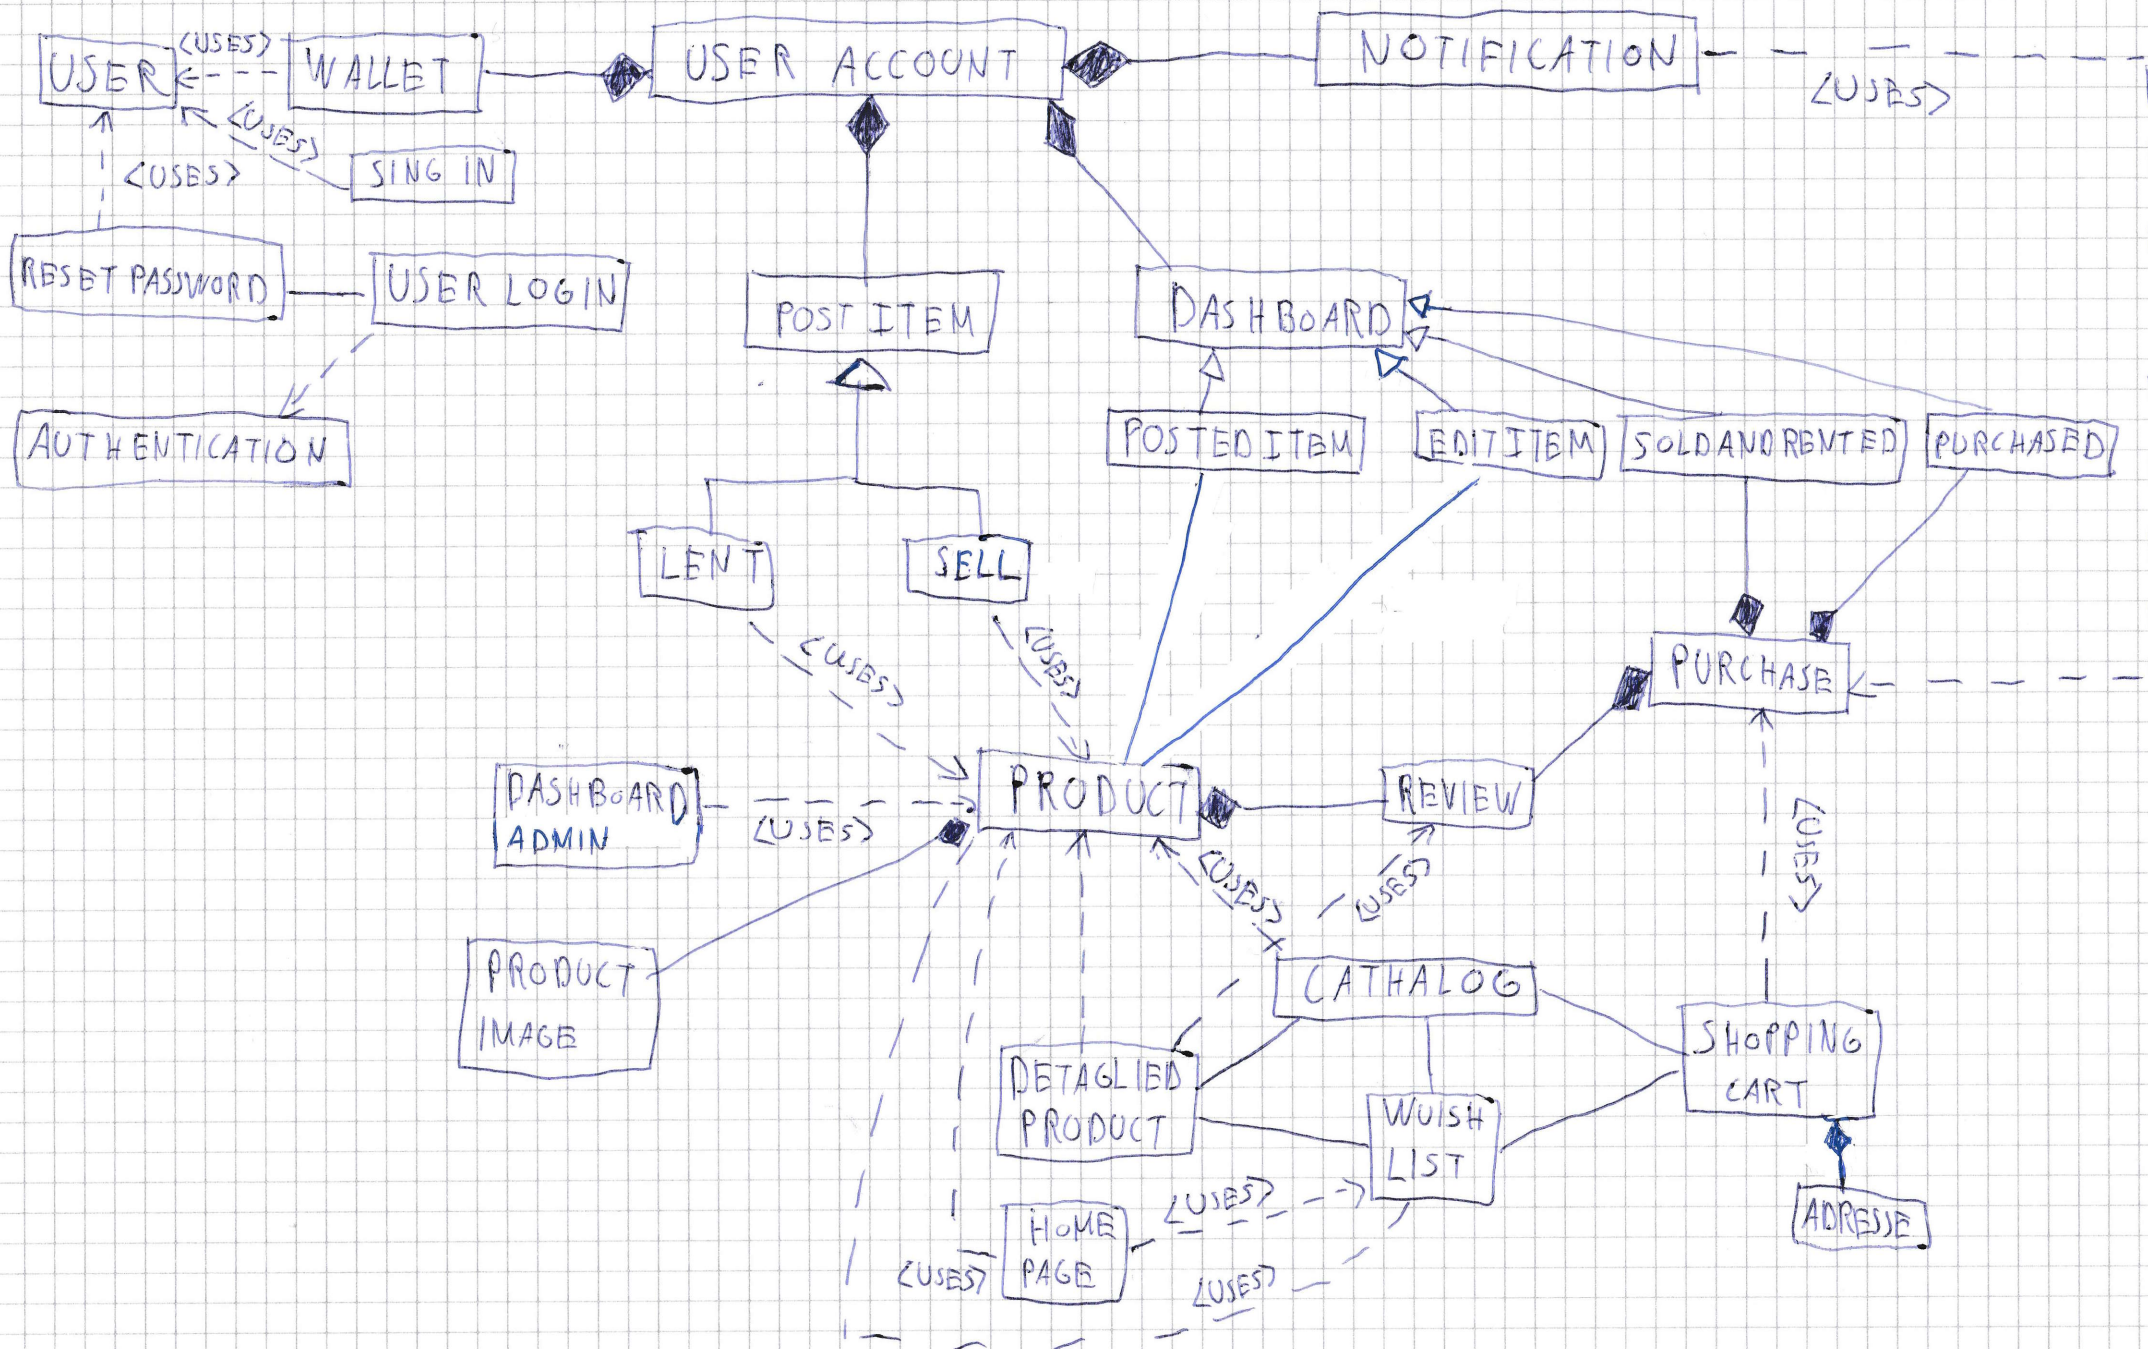 USER
<USES>
WALLET
USER ACCOUNT
NOTIFICATION
<USES>
<USES>
<USES>
SING IN
RESET PASSWORD
USER LOGIN
POST ITEM
DASHBOARD
AUTHENTICATION
POSTED ITEM
EDIT ITEM
SOLD AND RENTED
PURCHASED
LENT
SELL
<USES>
<USES>
PURCHASE
DASHBOARD
ADMIN
<USES>
PRODUCT
REVIEW
<USES>
<USES>
<USES>
PRODUCT
IMAGE
CATHALOG
SHOPPING
CART
DETAGLIED
PRODUCT
WUISH
LIST
HOME
PAGE
<USES>
<USES>
<USES>
ADRESSE